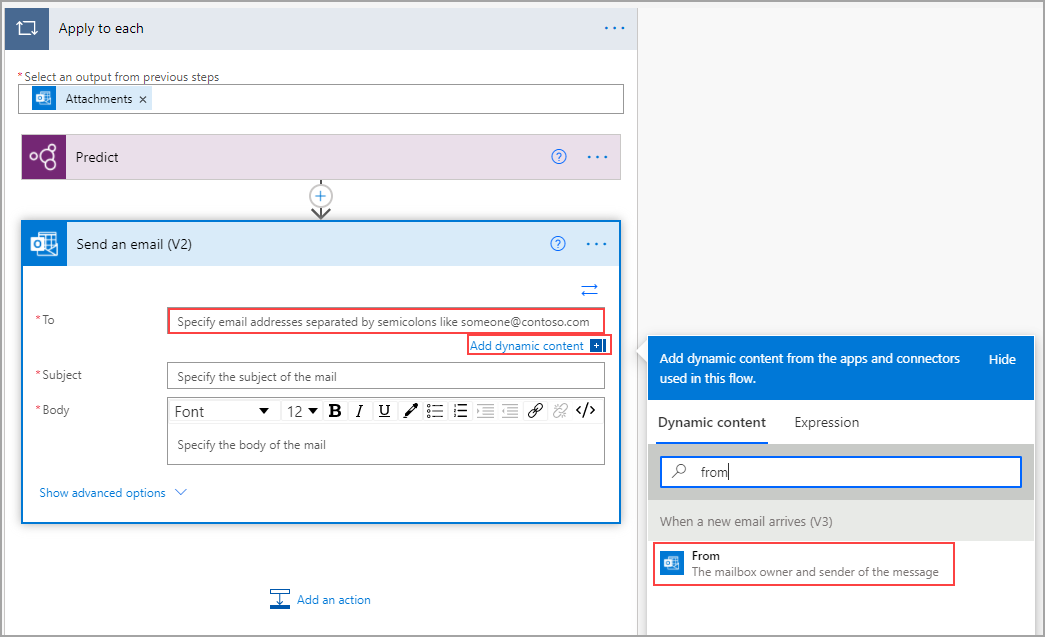 Apply to each
* Select an output from previous steps
Attachments ×
Predict
?
Send an email (V2)
?
* To
Specify email addresses separated by semicolons like someone@contoso.com
Add dynamic content
* Subject
Specify the subject of the mail
* Body
Font 12 B I U </>
Specify the body of the mail
Show advanced options
Add an action
Add dynamic content from the apps and connectors
used in this flow.
Hide
Dynamic content Expression
from
When a new email arrives (V3)
From
The mailbox owner and sender of the message